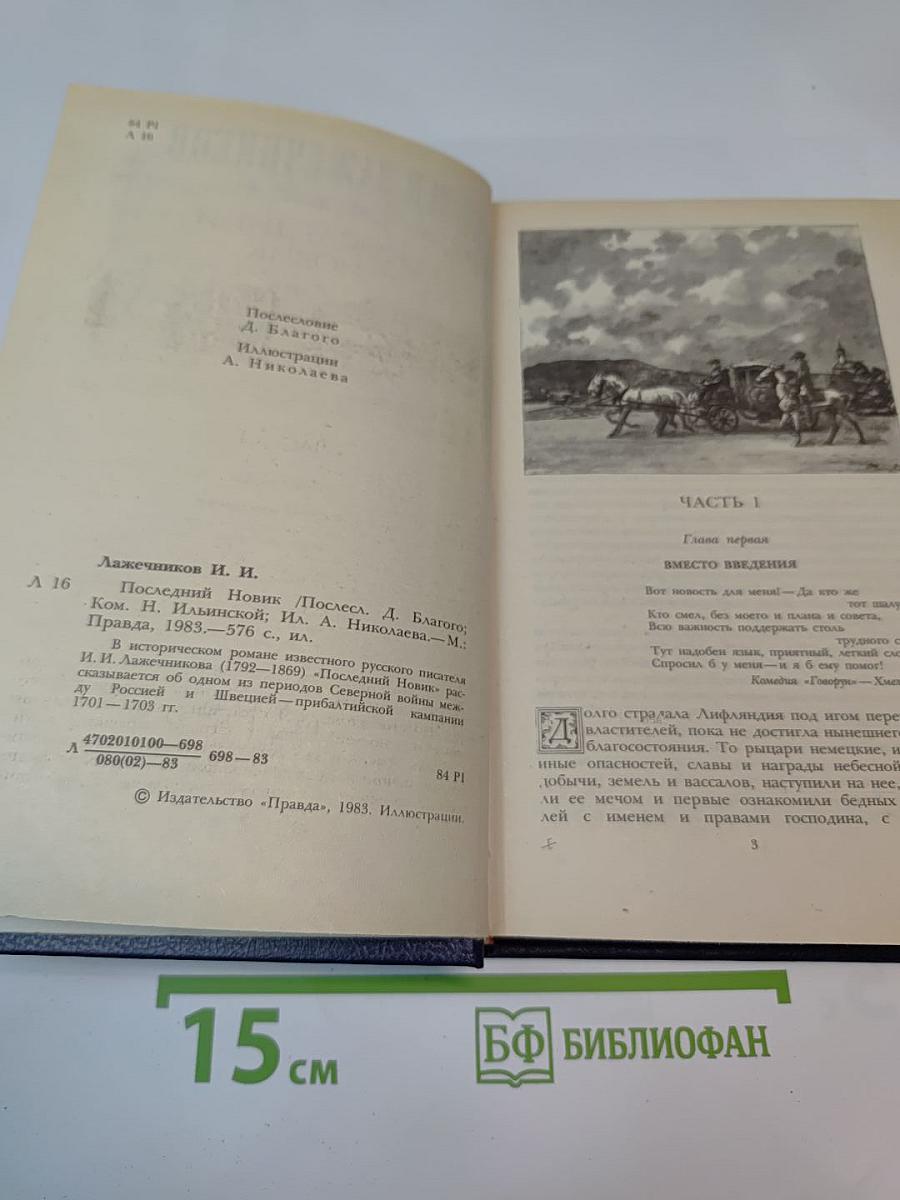 84 Р1
Л 16
Послесловие
Д. Благого
Иллюстрации
А. Николаева
Лажечников И. И.
Л 16 Последний Новик /Послесл. Д. Благого;
Ком. Н. Ильинской; Ил. А. Николаева.—М.:
Правда, 1983.—576 с., ил.
В историческом романе известного русского писателя
И. И. Лажечникова (1792—1869) «Последний Новик» рас-
сказывается об одном из периодов Северной войны меж-
ду Россией и Швецией—прибалтийской кампании
1701—1703 гг.
Л 4702010100—698
080(02)—83 698—83
84 Р1
© Издательство «Правда», 1983. Иллюстрации.
ЧАСТЬ 1
Глава первая
ВМЕСТО ВВЕДЕНИЯ
Вот новость для меня!—Да кто же
тот шалу
Кто смел, без моего и плана и совета,
Всю важность поддержать столь
трудного с
Тут надобен язык, приятный, легкий сло
Спросил б у меня—и я б ему помог!
Комедия «Говорун»—Хмел
Долго страдала Лифляндия под игом пере
властителей, пока не достигла нынешнего
благосостояния. То рыцари немецкие, и
иные опасностей, славы и награды небесной
добычи, земель и вассалов, наступили на нее,
ли ее мечом и первые ознакомили бедных
лей с именем и правами господина, с
3
15 см
БФ БИБЛИОФАН